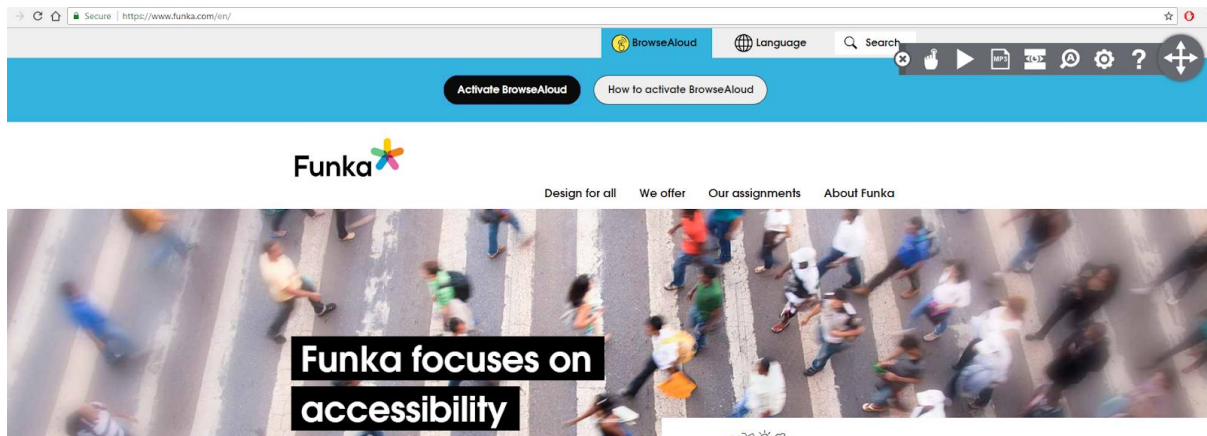 Secure | https://www.funka.com/en/
BrowseAloud Language Search
MP3 A ?
Activate BrowseAloud How to activate BrowseAloud
Funka
Design for all We offer Our assignments About Funka
Funka focuses on
accessibility